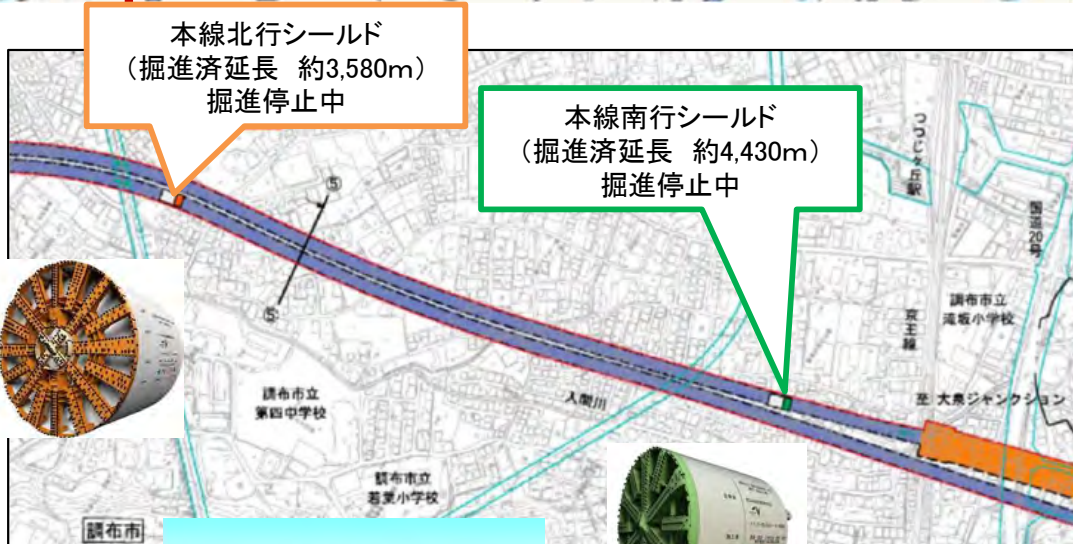 本線北行シールド
（掘進済延長　約3,580m）
掘進停止中
本線南行シールド
（掘進済延長　約4,430m）
掘進停止中
つつじヶ丘駅
国道20号
⑤
⑤
調布市立
滝坂小学校
京王線
調布市立
第四中学校
入間川
至 大泉ジャンクション
調布市立
若葉小学校
調布市